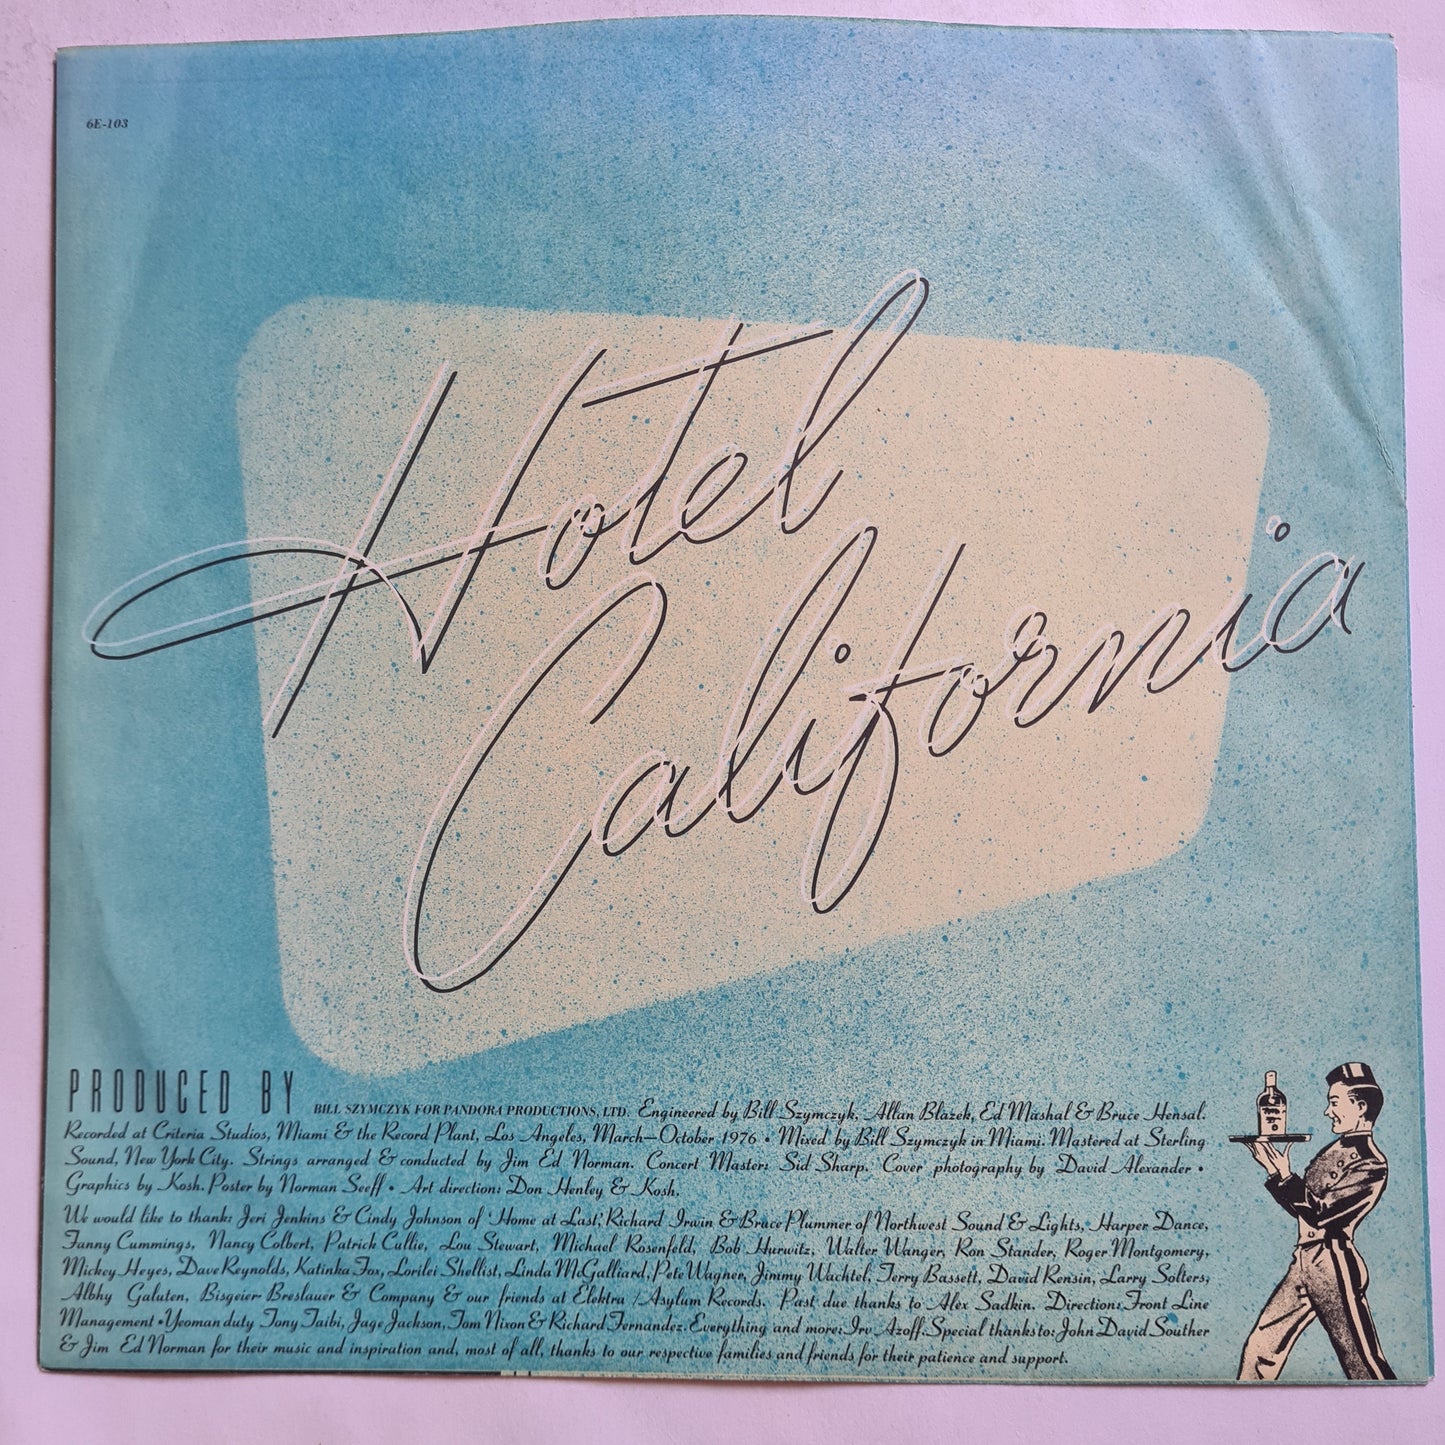 6E-103
Hotel
California
PRODUCED BY BILL SZYMCZYK FOR PANDORA PRODUCTIONS, LTD. Engineered by Bill Szymczyk, Allan Blazek, Ed Mashal & Bruce Hensal.
Recorded at Criteria Studios, Miami & the Record Plant, Los Angeles, March—October 1976 • Mixed by Bill Szymczyk in Miami. Mastered at Sterling
Sound, New York City. Strings arranged & conducted by Jim Ed Norman. Concert Master: Sid Sharp. Cover photography by David Alexander •
Graphics by Kosh. Poster by Norman Seeff • Art direction: Don Henley & Kosh.
We would like to thank: Jeri Jenkins & Cindy Johnson of 'Home at Last,' Richard Irwin & Bruce Plummer of Northwest Sound & Lights, Harper Dance,
Fanny Cummings, Nancy Colbert, Patrick Cullie, Lou Stewart, Michael Rosenfeld, Bob Hurwitz, Walter Wanger, Ron Stander, Roger Montgomery,
Mickey Heyes, Dave Reynolds, Katinka Fox, Lorilei Shellist, Linda McGalliard, Pete Wagner, Jimmy Wachtel, Terry Bassett, David Rensin, Larry Solters,
Albhy Galuten, Bisgeier Breslauer & Company & our friends at Elektra/Asylum Records. Past due thanks to Alex Sadkin. Direction: Front Line
Management • Yeoman duty Tony Taibi, Jage Jackson, Tom Nixon & Richard Fernandez. Everything and more: Irv Azoff. Special thanks to: John David Souther
& Jim Ed Norman for their music and inspiration and, most of all, thanks to our respective families and friends for their patience and support.